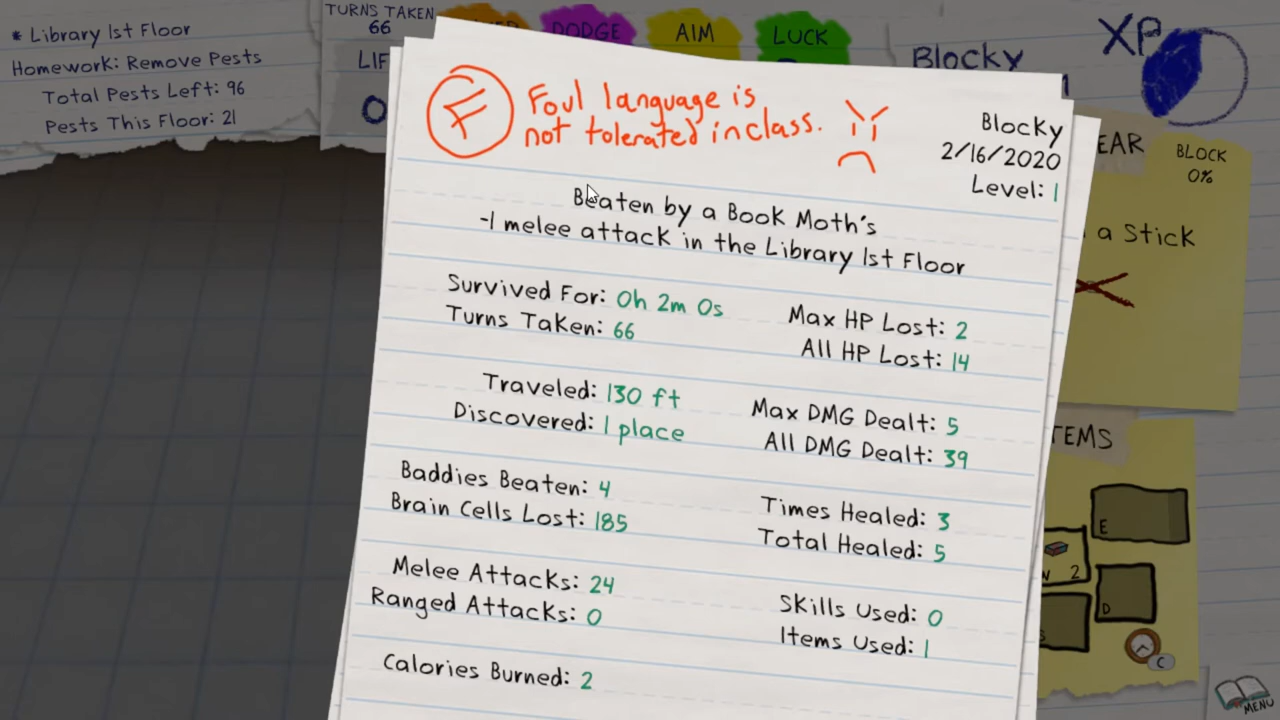 * Library 1st Floor
Homework: Remove Pests
Total Pests Left: 96
Pests This Floor: 21
TURNS TAKEN
66
DODGE
AIM
LUCK
Blocky
XP
F
Foul language is
not tolerated in class.
Blocky
2/16/2020
Level: 1
Beaten by a Book Moth's
-1 melee attack in the Library 1st Floor
Survived For: 0h 2m 0s
Turns Taken: 66
Max HP Lost: 2
All HP Lost: 14
Traveled: 130 ft
Discovered: 1 place
Max DMG Dealt: 5
All DMG Dealt: 39
Baddies Beaten: 4
Brain Cells Lost: 185
Times Healed: 3
Total Healed: 5
Melee Attacks: 24
Ranged Attacks: 0
Skills Used: 0
Items Used: 1
Calories Burned: 2
BLOCK
0%
a Stick
E
2
D
C
MENU